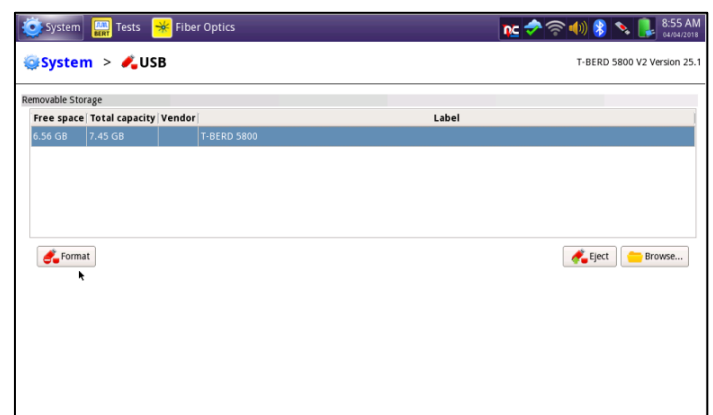 System Tests Fiber Optics 8:55 AM
04/04/2018
System > USB T-BERD 5800 V2 Version 25.1
Removable Storage
Free space Total capacity Vendor Label
6.56 GB 7.45 GB T-BERD 5800
Format Eject Browse...